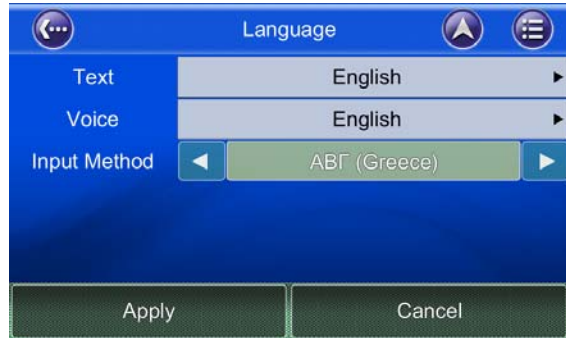 Language
Text English
Voice English
Input Method ΑΒΓ (Greece)
Apply Cancel